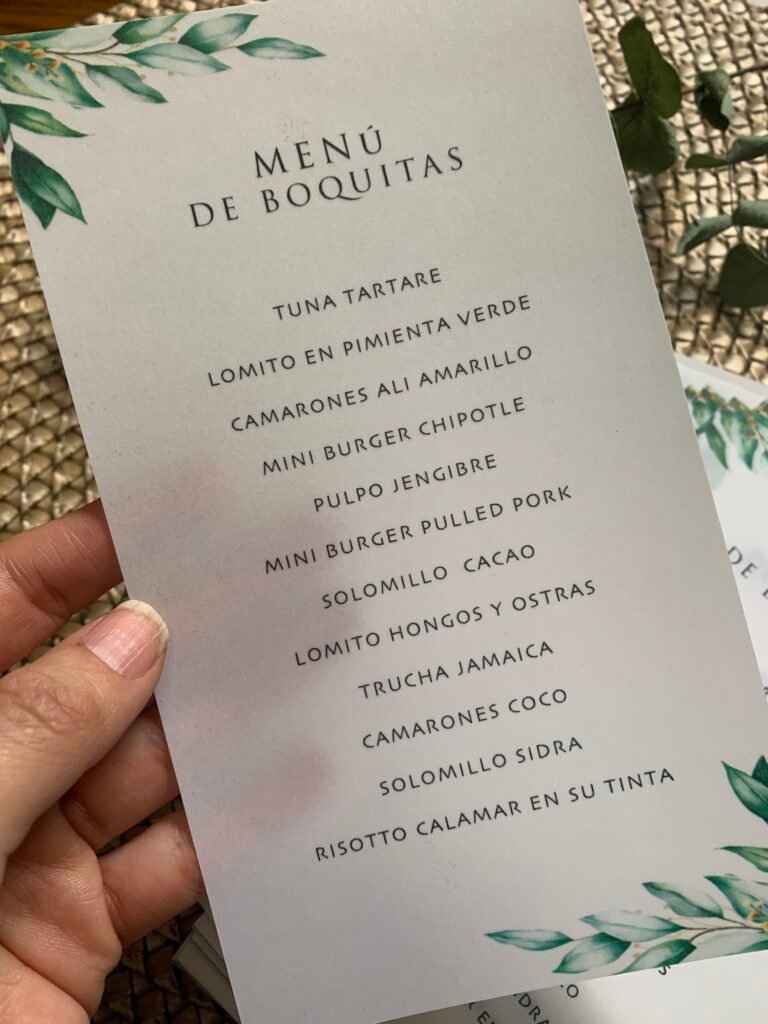 MENÚ
DE BOQUITAS
TUNA TARTARE
LOMITO EN PIMIENTA VERDE
CAMARONES ALI AMARILLO
MINI BURGER CHIPOTLE
PULPO JENGIBRE
MINI BURGER PULLED PORK
SOLOMILLO CACAO
LOMITO HONGOS Y OSTRAS
TRUCHA JAMAICA
CAMARONES COCO
SOLOMILLO SIDRA
RISOTTO CALAMAR EN SU TINTA
DE